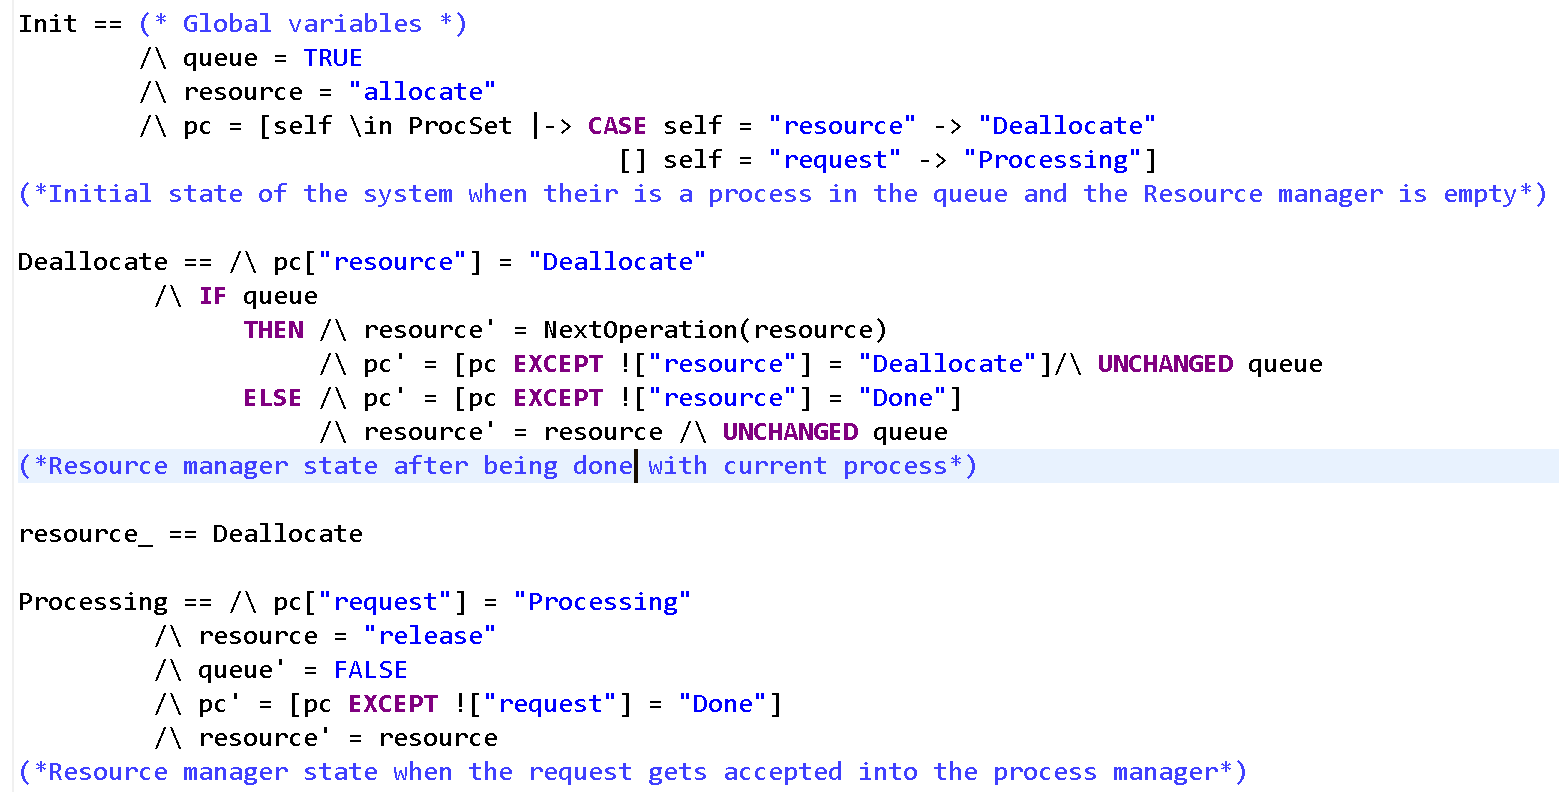 Init == (* Global variables *)
        /\ queue = TRUE
        /\ resource = "allocate"
        /\ pc = [self \in ProcSet |-> CASE self = "resource" -> "Deallocate"
                                        [] self = "request" -> "Processing"]
(*Initial state of the system when their is a process in the queue and the Resource manager is empty*)
Deallocate == /\ pc["resource"] = "Deallocate"
         /\ IF queue
               THEN /\ resource' = NextOperation(resource)
                    /\ pc' = [pc EXCEPT !["resource"] = "Deallocate"]/\ UNCHANGED queue
               ELSE /\ pc' = [pc EXCEPT !["resource"] = "Done"]
                    /\ resource' = resource /\ UNCHANGED queue
(*Resource manager state after being done with current process*)
resource_ == Deallocate
Processing == /\ pc["request"] = "Processing"
         /\ resource = "release"
         /\ queue' = FALSE
         /\ pc' = [pc EXCEPT !["request"] = "Done"]
         /\ resource' = resource
(*Resource manager state when the request gets accepted into the process manager*)